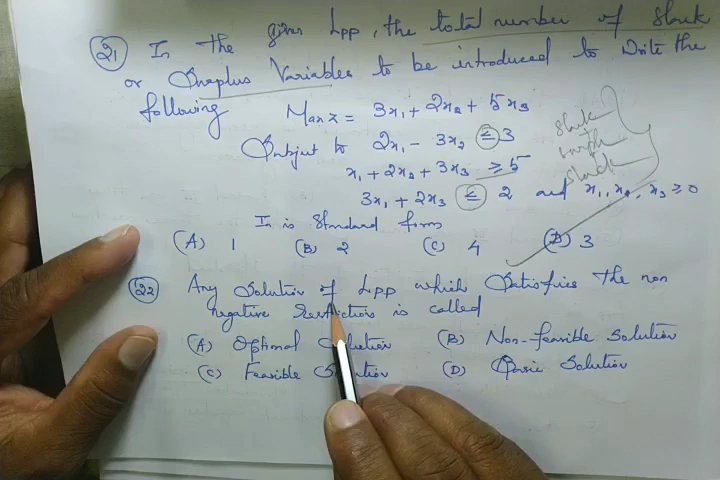 21 In the given Lpp, the total number of Slack
or Surplus Variables to be introduced to Write the
following Max z = 3x₁ + 2x₂ + 5x₃
Subject to 2x₁ - 3x₂ ≤ 3
x₁ + 2x₂ + 3x₃ ≥ 5
3x₁ + 2x₃ ≤ 2 and x₁, x₂, x₃ ≥ 0
Slack
Slack
In is Standard form
(A) 1 (B) 2 (C) 4 (D) 3
22 Any Solution of Lpp which Satisfies the non
negative Restriction is called
(A) Optimal Solution (B) Non-feasible Solution
(C) Feasible Solution (D) Basic Solution